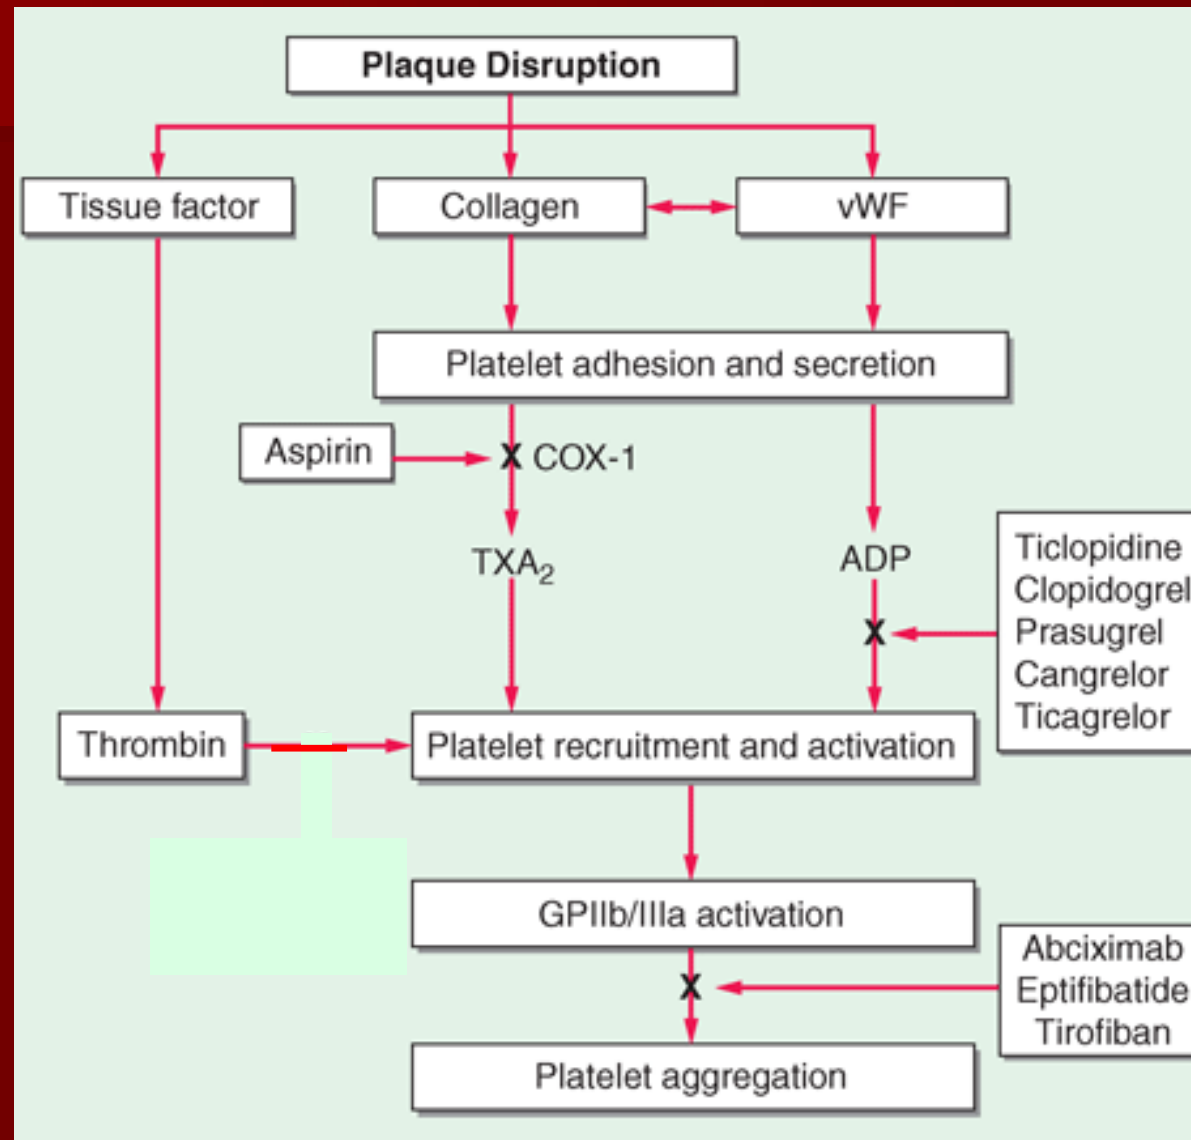 Plaque Disruption
Tissue factor
Collagen
vWF
Platelet adhesion and secretion
Aspirin
X COX-1
TXA₂
ADP
X
Ticlopidine
Clopidogrel
Prasugrel
Cangrelor
Ticagrelor
Thrombin
Platelet recruitment and activation
GPIIb/IIIa activation
X
Abciximab
Eptifibatide
Tirofiban
Platelet aggregation